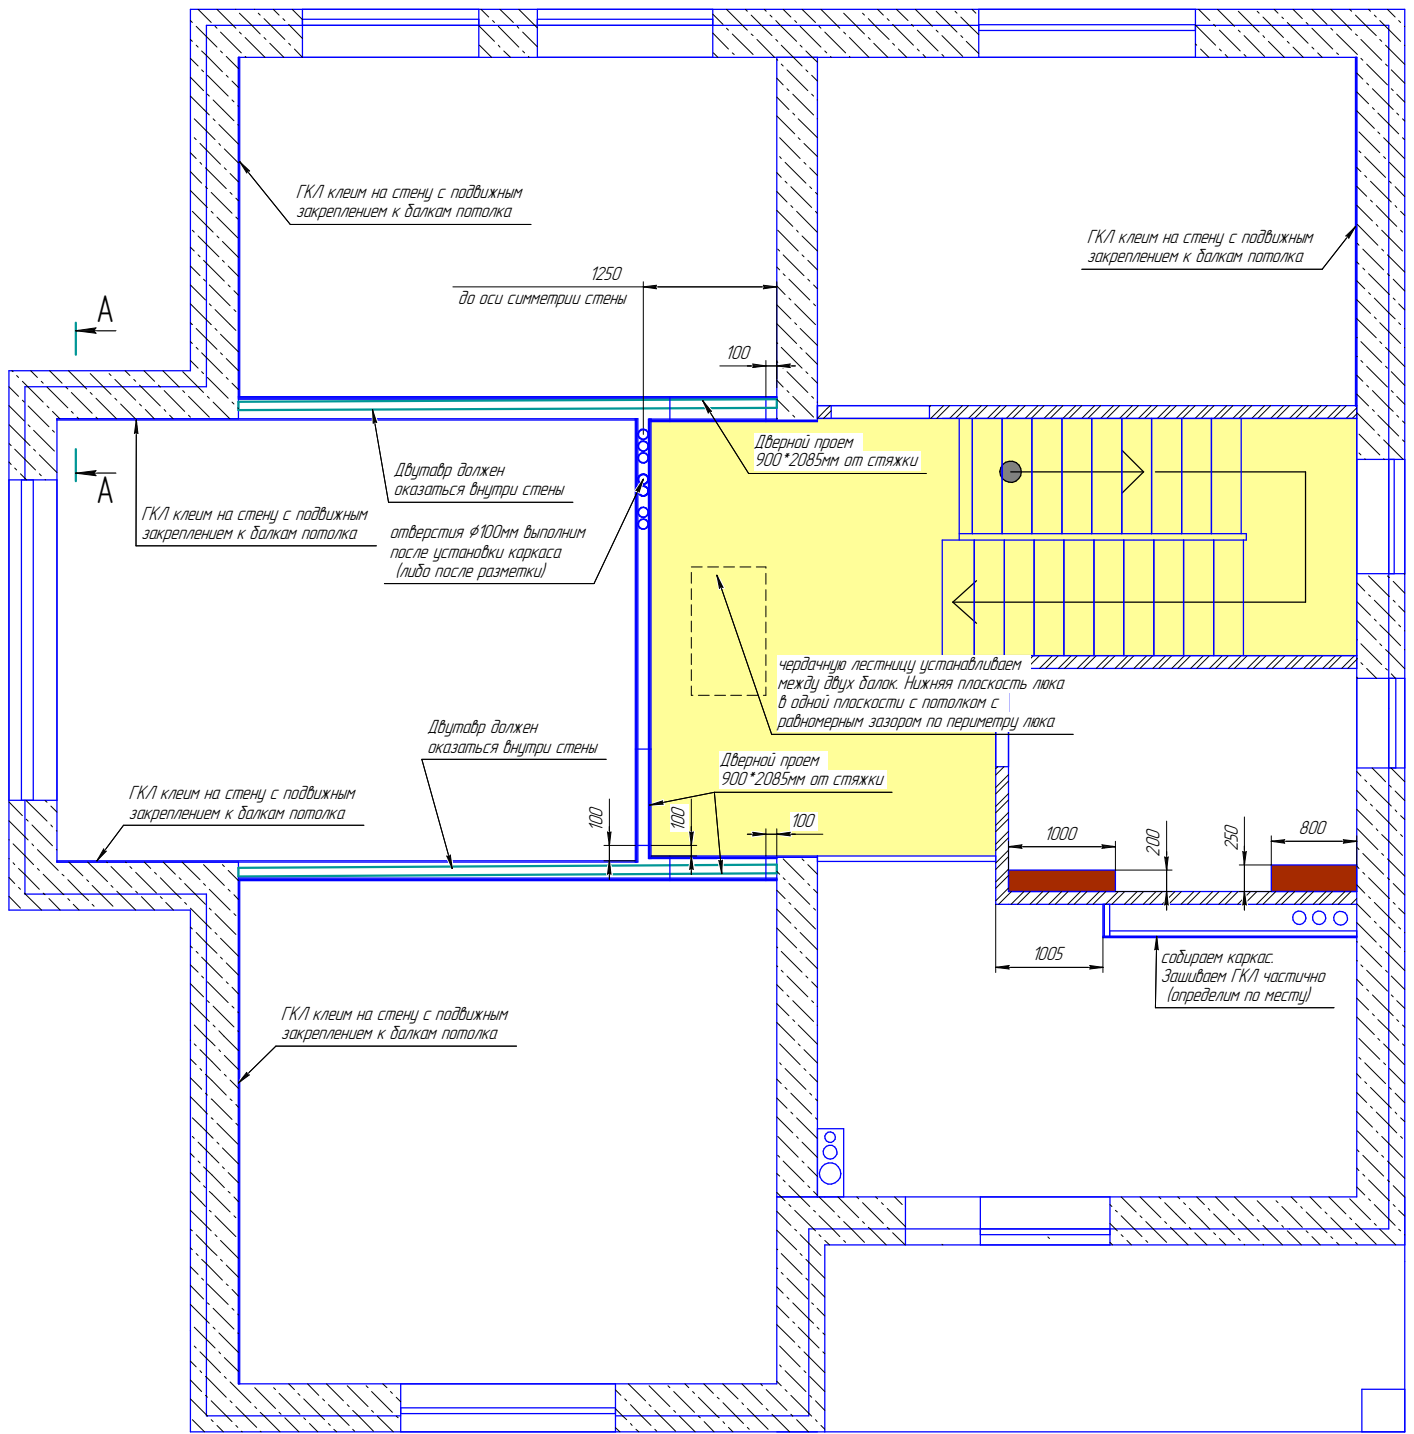 ГКЛ клеим на стену с подвижным
закреплением к балкам потолка
ГКЛ клеим на стену с подвижным
закреплением к балкам потолка
1250
до оси симметрии стены
А
100
Дверной проем
900*2085мм от стяжки
Двутавр должен
оказаться внутри стены
А
ГКЛ клеим на стену с подвижным
закреплением к балкам потолка
отверстия ϕ100мм выполним
после установки каркаса
(либо после разметки)
чердачную лестницу устанавливаем
между двух балок. Нижняя плоскость люка
в одной плоскости с потолком с
равномерным зазором по периметру люка
Двутавр должен
оказаться внутри стены
Дверной проем
900*2085мм от стяжки
ГКЛ клеим на стену с подвижным
закреплением к балкам потолка
100
100
100
1000
200
250
800
1005
собираем каркас.
Зашиваем ГКЛ частично
(определим по месту)
ГКЛ клеим на стену с подвижным
закреплением к балкам потолка